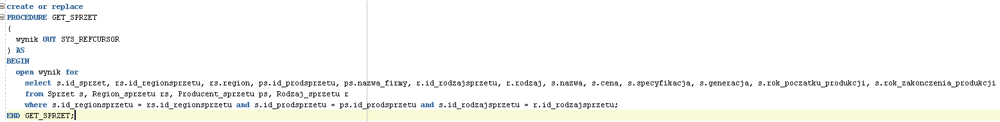 create or replace
PROCEDURE GET_SPRZET
(
  wynik OUT SYS_REFCURSOR
) AS
BEGIN
  open wynik for
    select s.id_sprzet, rs.id_regionsprzetu, rs.region, ps.id_prodsprzetu, ps.nazwa_firmy, r.id_rodzajsprzetu, r.rodzaj, s.nazwa, s.cena, s.specyfikacja, s.generacja, s.rok_poczatku_produkcji, s.rok_zakonczenia_produkcji
    from Sprzet s, Region_sprzetu rs, Producent_sprzetu ps, Rodzaj_sprzetu r
    where s.id_regionsprzetu = rs.id_regionsprzetu and s.id_prodsprzetu = ps.id_prodsprzetu and s.id_rodzajsprzetu = r.id_rodzajsprzetu;
END GET_SPRZET;